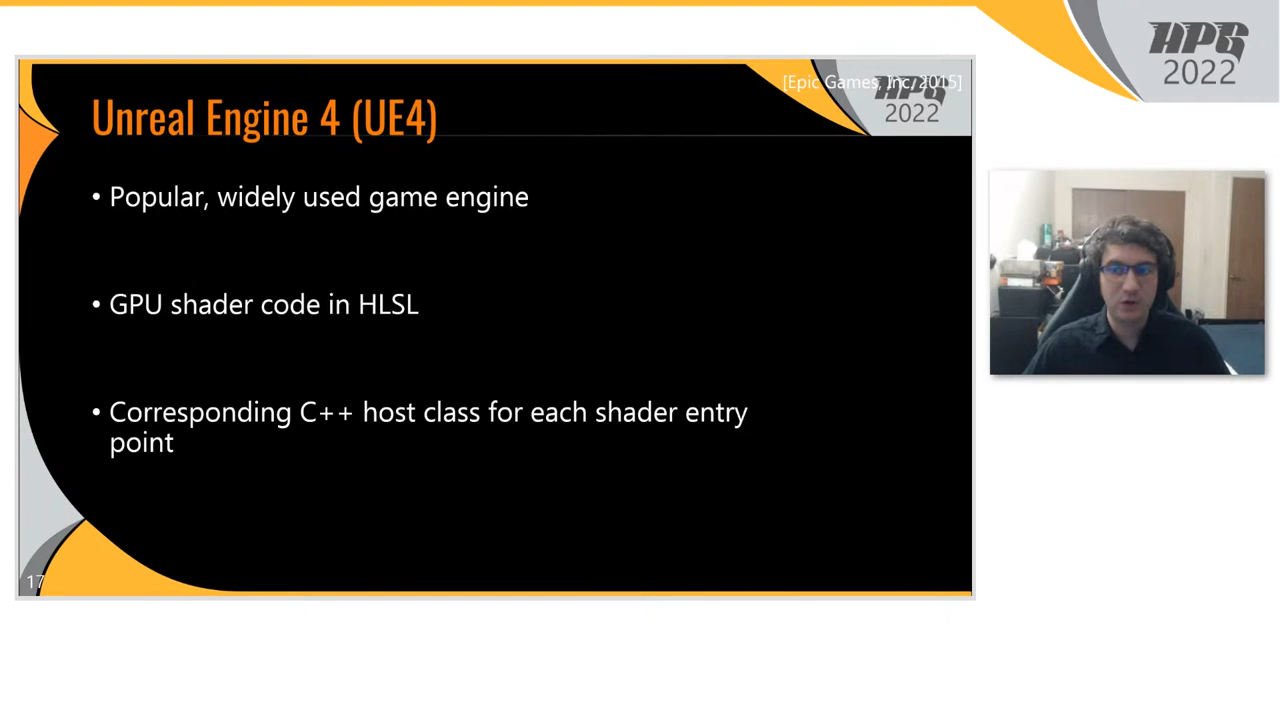 HPG
2022
[Epic Games, Inc. 2015]
HPG
2022
Unreal Engine 4 (UE4)
• Popular, widely used game engine
• GPU shader code in HLSL
• Corresponding C++ host class for each shader entry
point
17